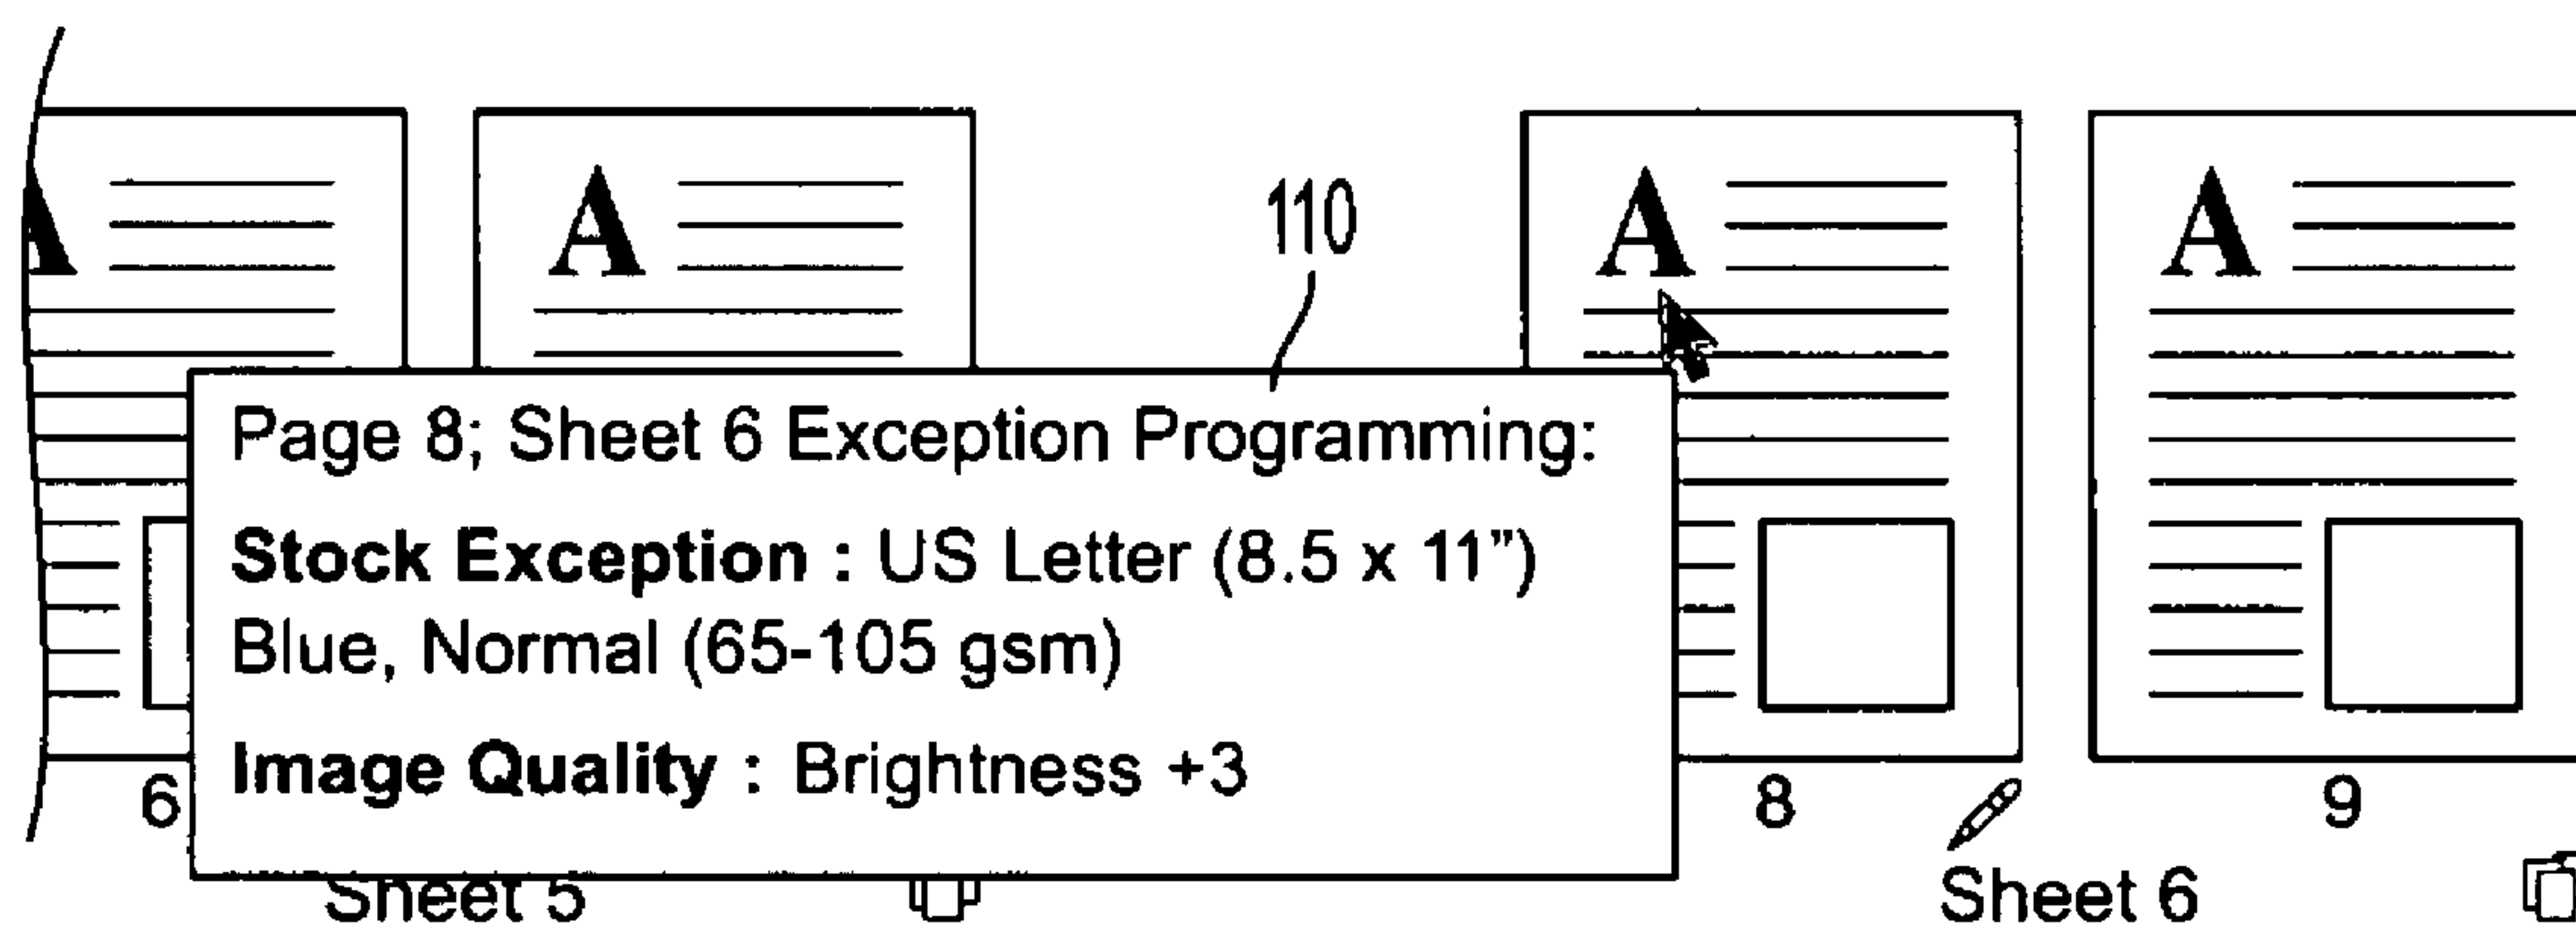 A A A A
110
Page 8; Sheet 6 Exception Programming:
Stock Exception : US Letter (8.5 x 11”)
Blue, Normal (65-105 gsm)
Image Quality : Brightness +3
6 8 9
Sheet 5 Sheet 6